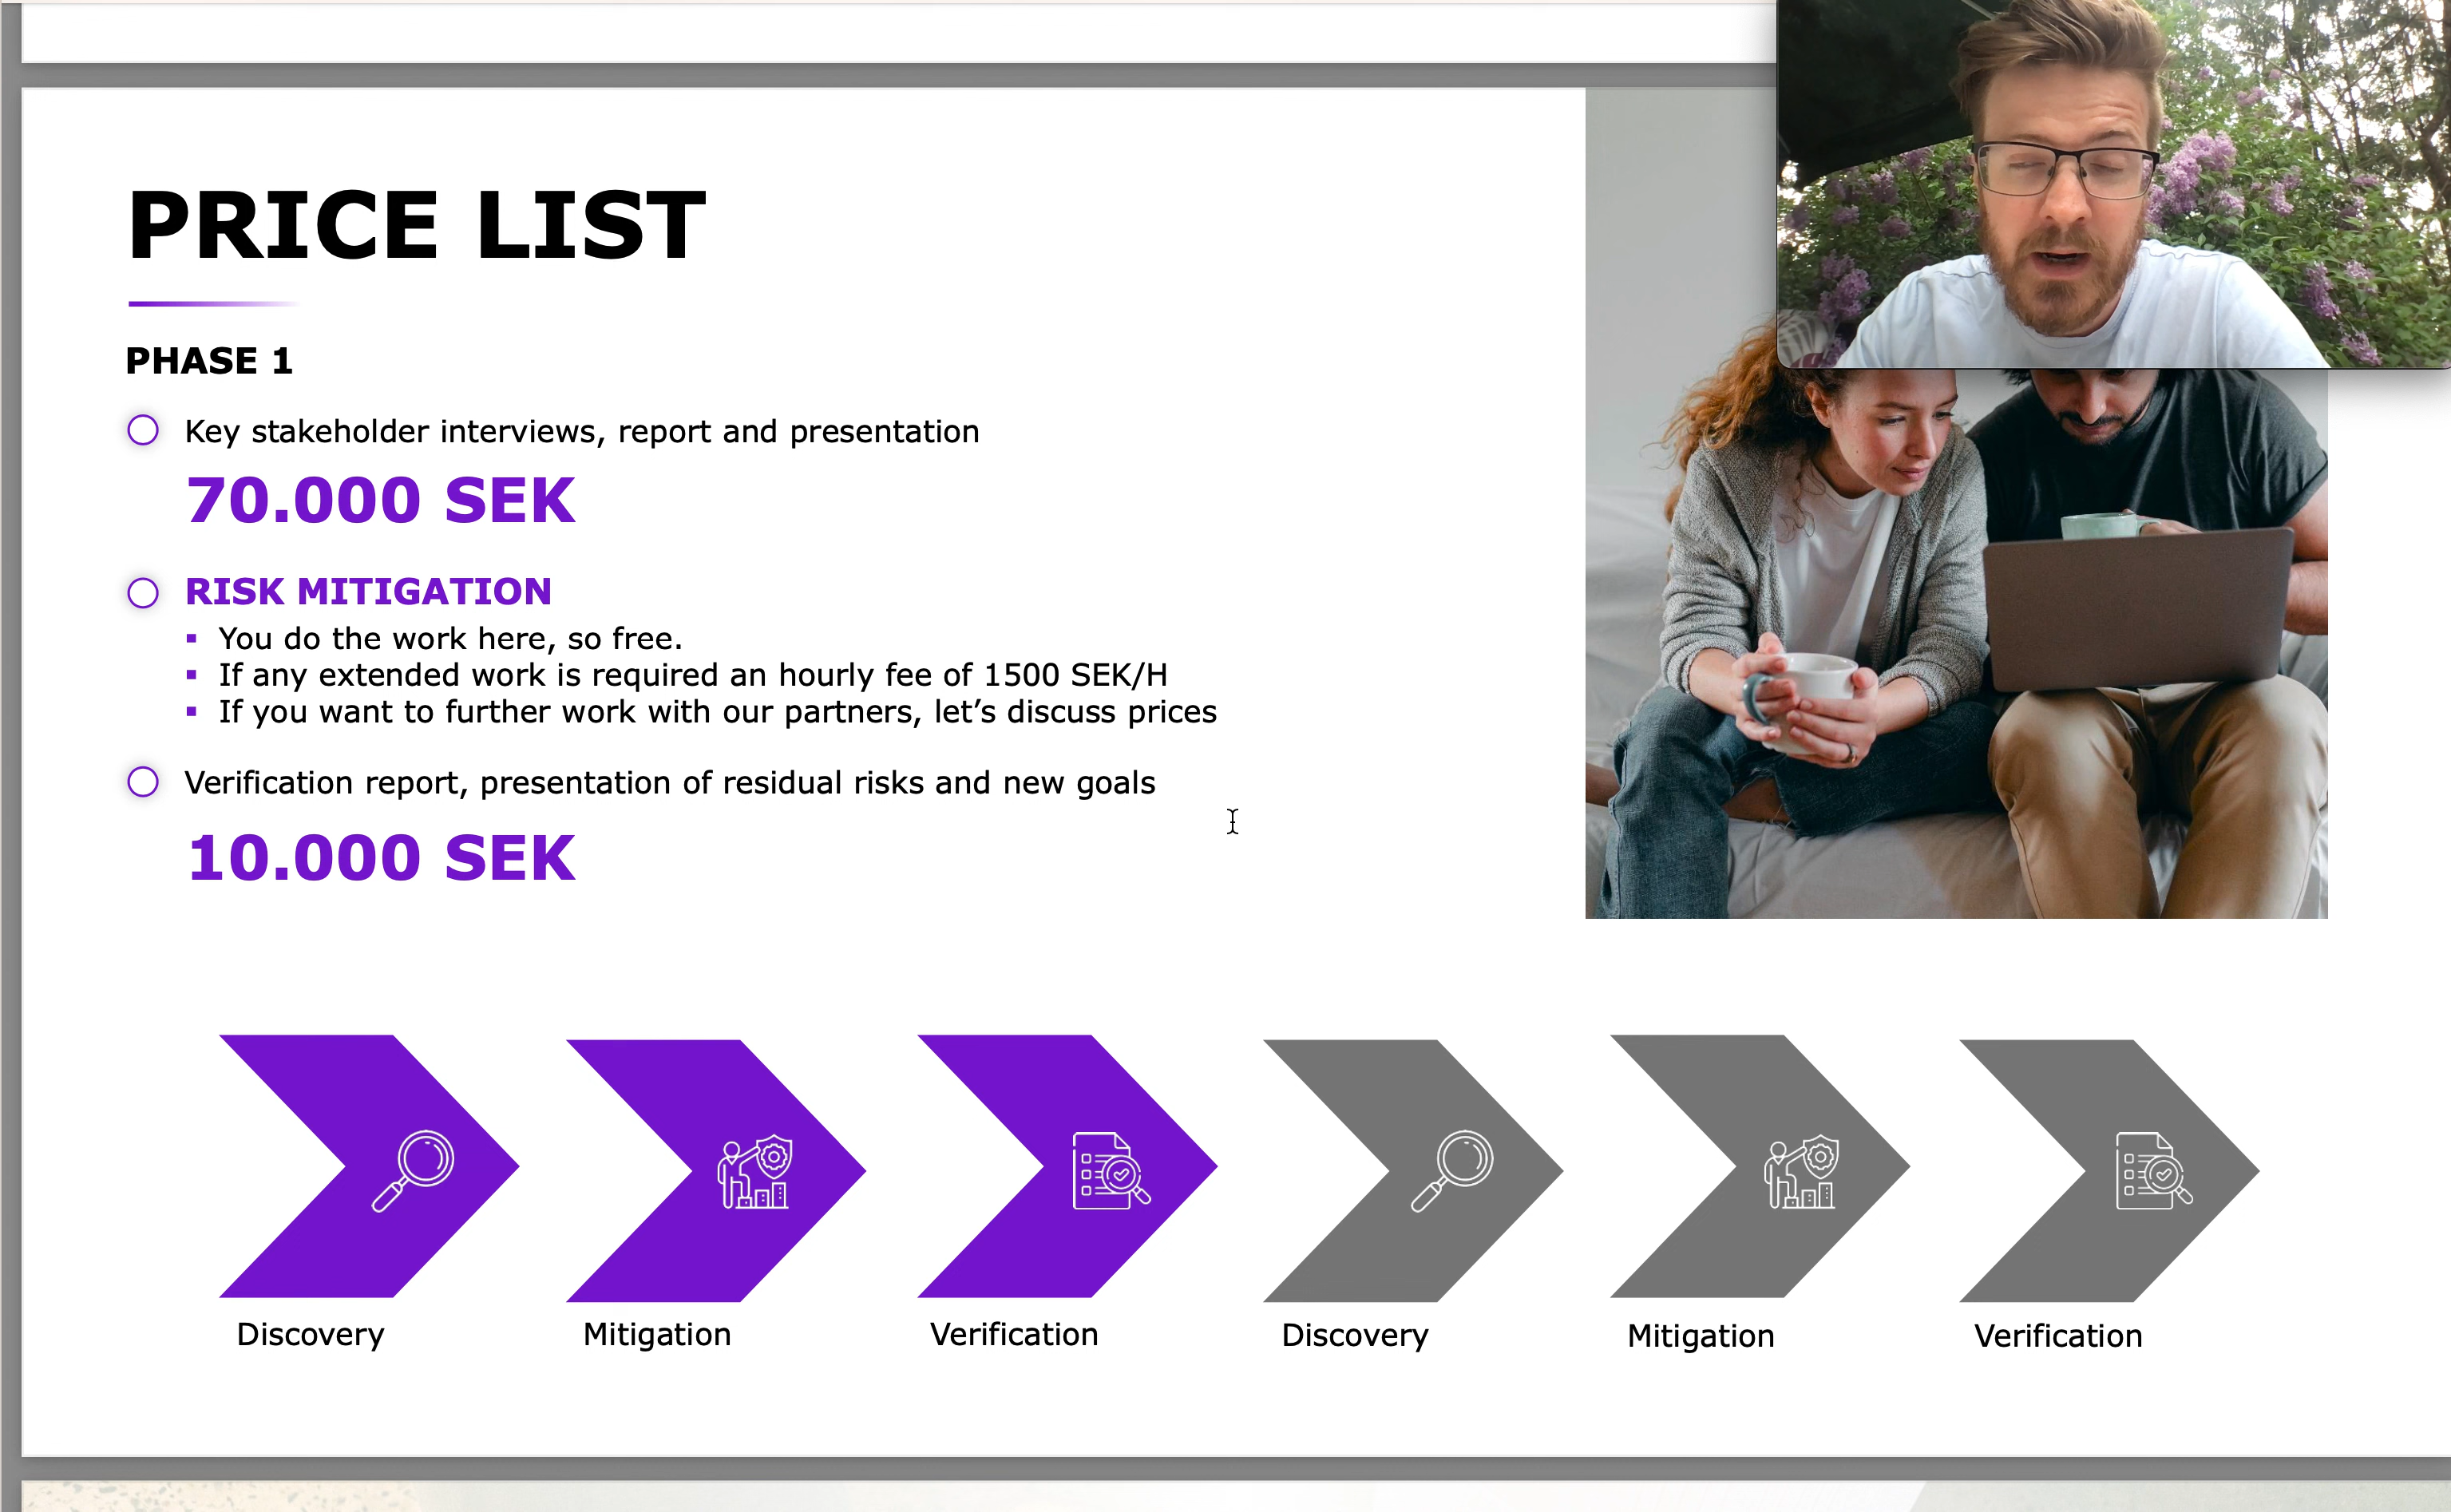 PRICE LIST
PHASE 1
Key stakeholder interviews, report and presentation
70.000 SEK
RISK MITIGATION
You do the work here, so free.
If any extended work is required an hourly fee of 1500 SEK/H
If you want to further work with our partners, let’s discuss prices
Verification report, presentation of residual risks and new goals
10.000 SEK
Discovery
Mitigation
Verification
Discovery
Mitigation
Verification